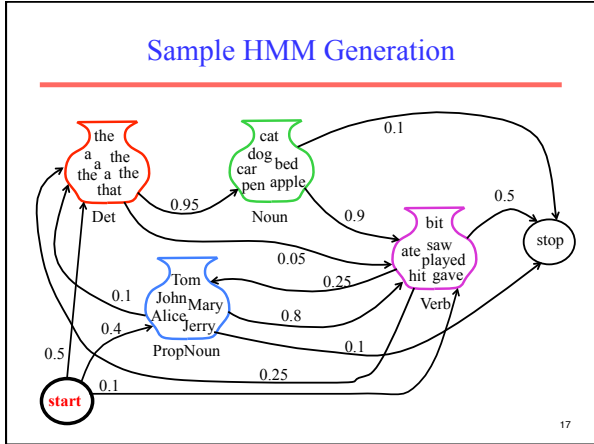 Sample HMM Generation
the
a a the
the a the
that
Det
0.95
cat
dog
car bed
pen apple
Noun
0.1
0.9
0.5
stop
bit
ate saw
played
hit gave
Verb
0.05
0.25
Tom
John Mary
Alice
Jerry
PropNoun
0.8
0.1
0.1
0.4
0.5
0.25
0.1
start
17